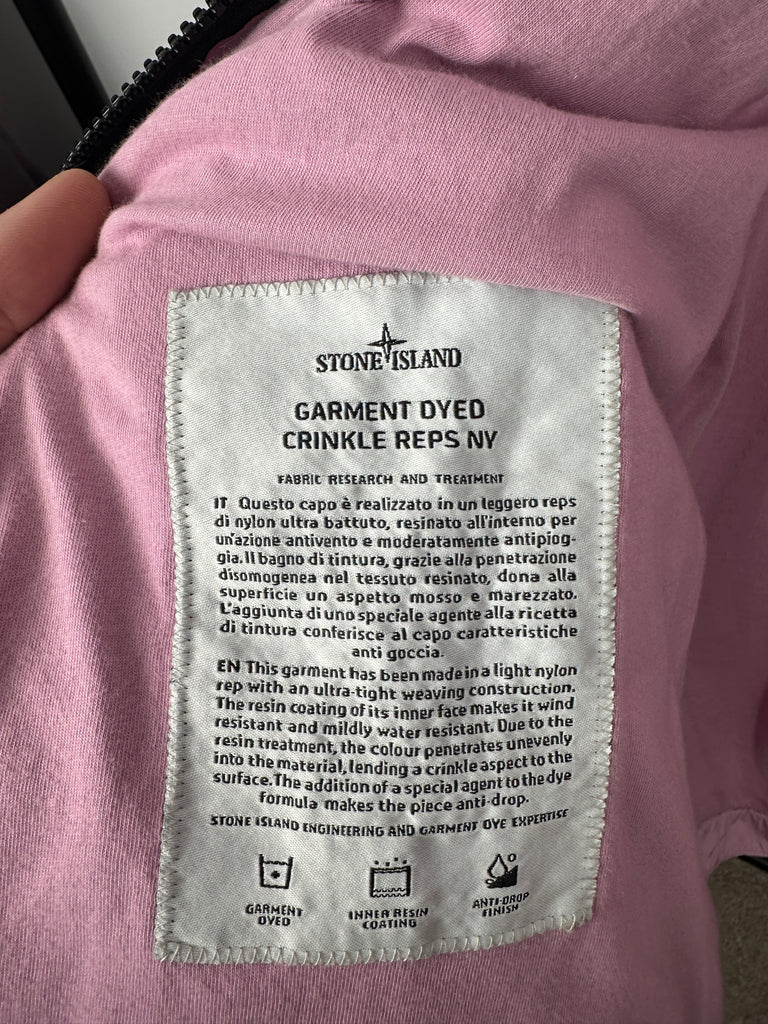 STONE ISLAND
GARMENT DYED
CRINKLE REPS NY
FABRIC RESEARCH AND TREATMENT
IT Questo capo è realizzato in un leggero reps
di nylon ultra battuto, resinato all'interno per
un'azione antivento e moderatamente antipiog-
gia. Il bagno di tintura, grazie alla penetrazione
disomogenea nel tessuto resinato, dona alla
superficie un aspetto mosso e marezzato.
L'aggiunta di uno speciale agente alla ricetta
di tintura conferisce al capo caratteristiche
anti goccia.
EN This garment has been made in a light nylon
rep with an ultra-tight weaving construction.
The resin coating of its inner face makes it wind
resistant and mildly water resistant. Due to the
resin treatment, the colour penetrates unevenly
into the material, lending a crinkle aspect to the
surface. The addition of a special agent to the dye
formula makes the piece anti-drop.
STONE ISLAND ENGINEERING AND GARMENT DYE EXPERTISE
GARMENT
DYED
INNER RESIN
COATING
ANTI-DROP
FINISH